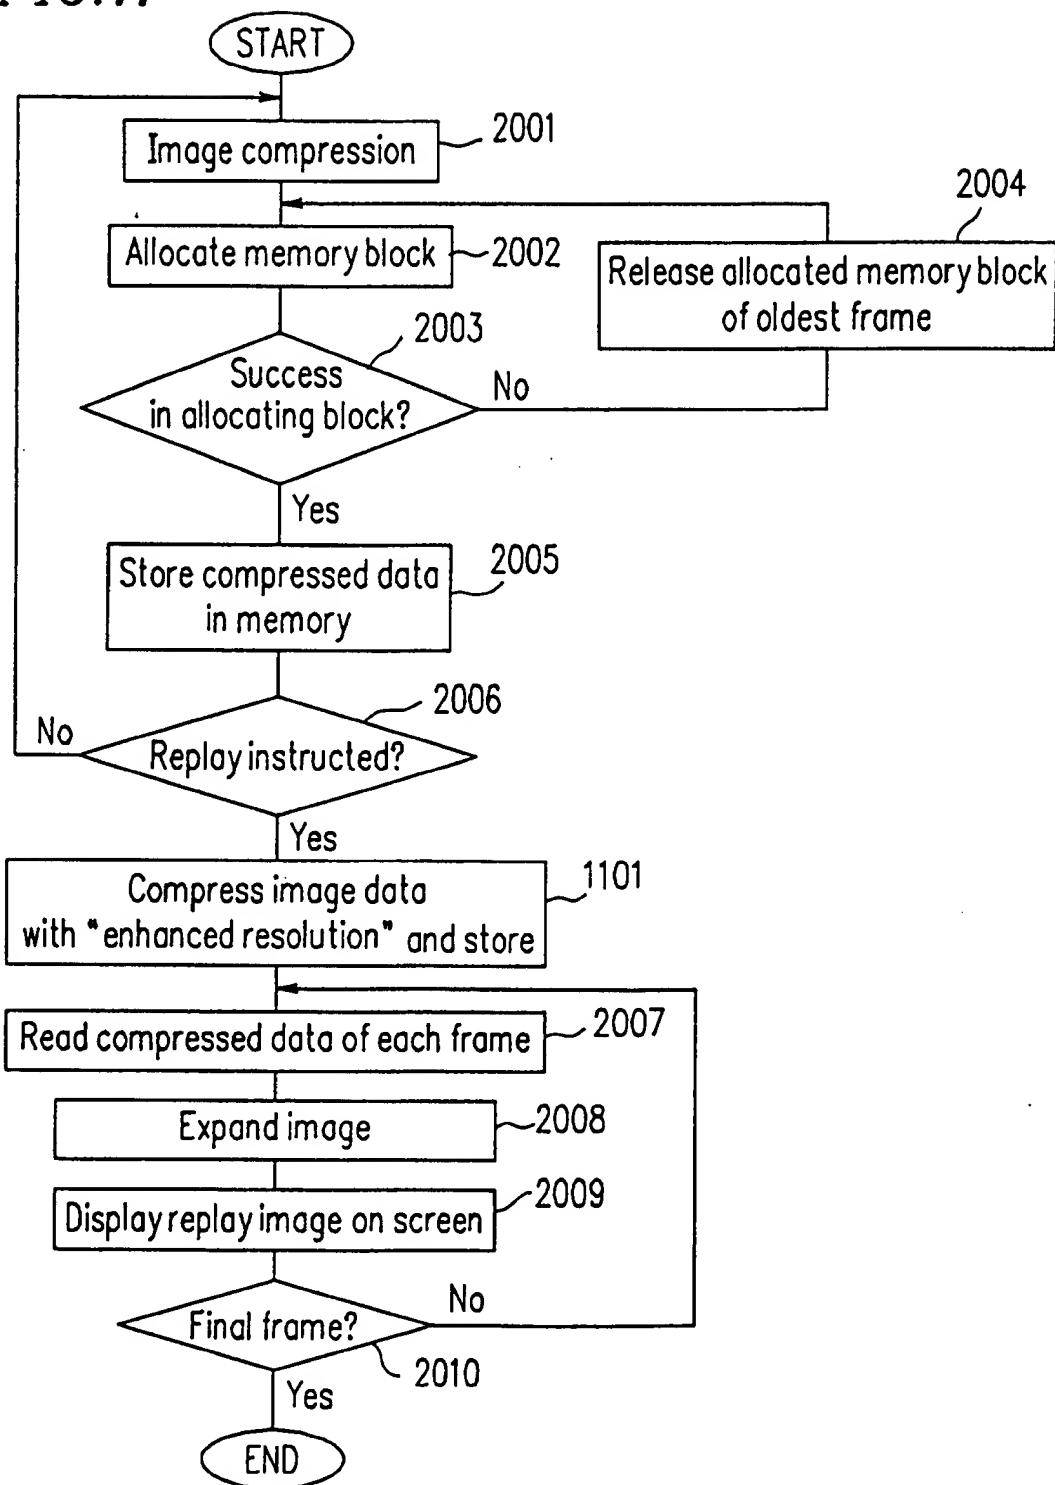 START
Image compression
2001
2004
Allocate memory block
2002
Release allocated memory block
of oldest frame
2003
Success
in allocating block?
No
Yes
Store compressed data
in memory
2005
2006
No
Replay instructed?
Yes
Compress image data
with "enhanced resolution" and store
1101
Read compressed data of each frame
2007
Expand image
2008
Display replay image on screen
2009
Final frame?
No
2010
Yes
END